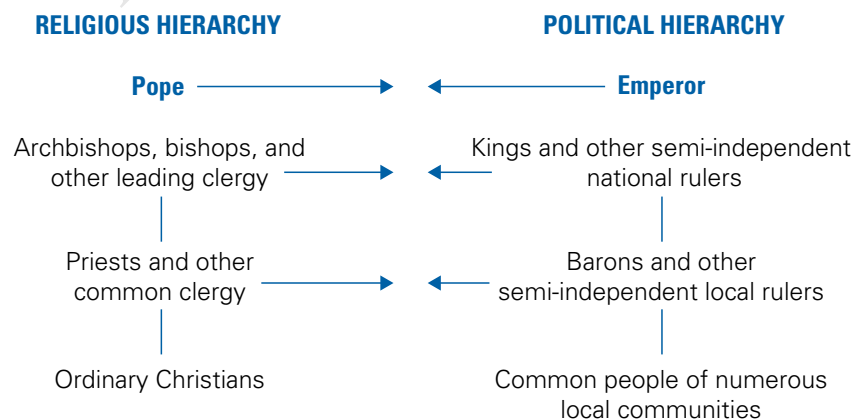 RELIGIOUS HIERARCHY
POLITICAL HIERARCHY
Pope
Emperor
Archbishops, bishops, and
other leading clergy
Kings and other semi-independent
national rulers
Priests and other
common clergy
Barons and other
semi-independent local rulers
Ordinary Christians
Common people of numerous
local communities